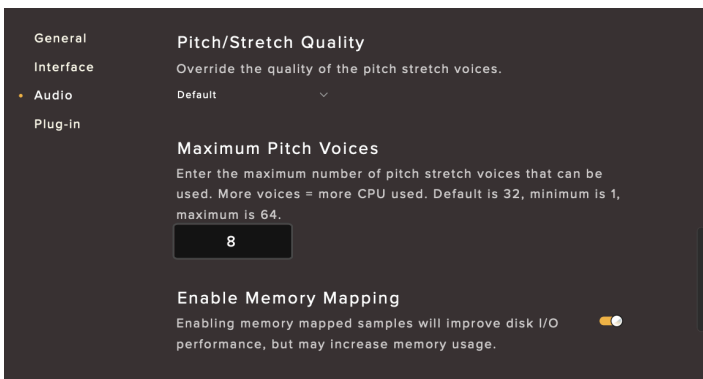 General
Interface
Audio
Plug-in
Pitch/Stretch Quality
Override the quality of the pitch stretch voices.
Default
Maximum Pitch Voices
Enter the maximum number of pitch stretch voices that can be
used. More voices = more CPU used. Default is 32, minimum is 1,
maximum is 64.
8
Enable Memory Mapping
Enabling memory mapped samples will improve disk I/O
performance, but may increase memory usage.